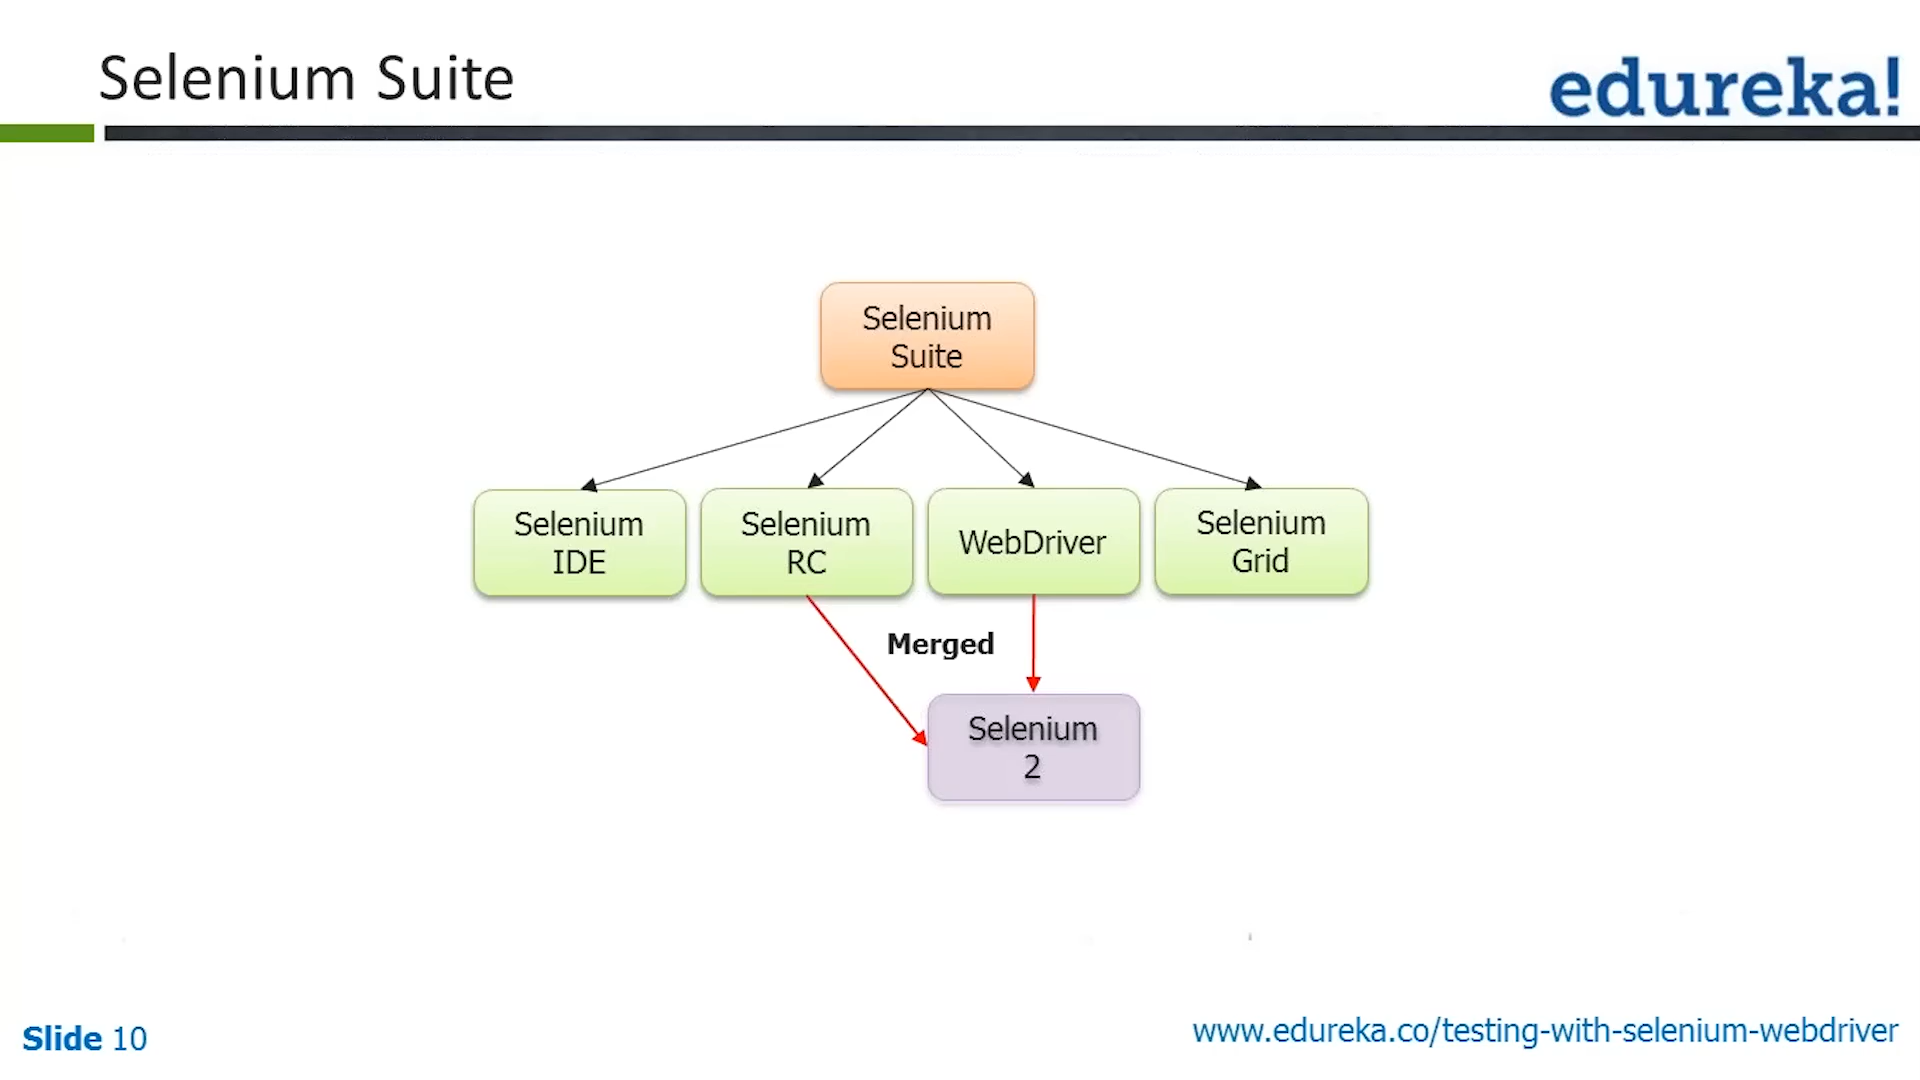 Selenium Suite
edureka!
Selenium
Suite
Selenium
IDE
Selenium
RC
WebDriver
Selenium
Grid
Merged
Selenium
2
Slide 10
www.edureka.co/testing-with-selenium-webdriver